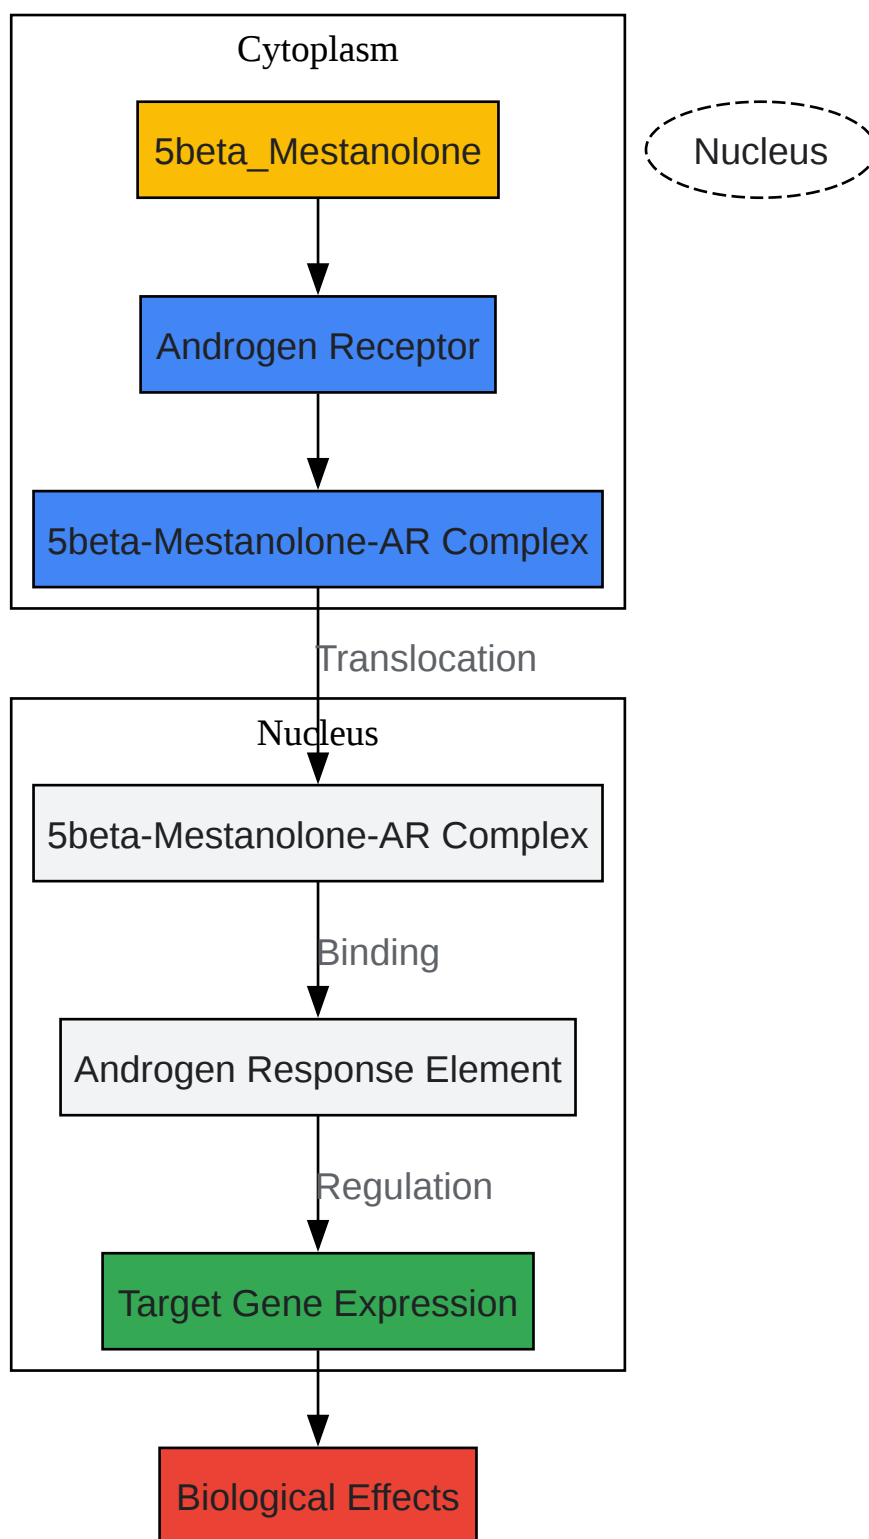 Cytoplasm
5beta_Mestanolone
Nucleus
Androgen Receptor
5beta-Mestanolone-AR Complex
Translocation
Nucleus
5beta-Mestanolone-AR Complex
Binding
Androgen Response Element
Regulation
Target Gene Expression
Biological Effects